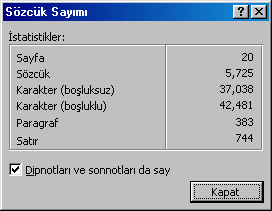 Sözcük Sayımı
İstatistikler:
Sayfa 20
Sözcük 5,725
Karakter (boşluksuz) 37,038
Karakter (boşluklu) 42,481
Paragraf 383
Satır 744
Dipnotları ve sonnotları da say
Kapat